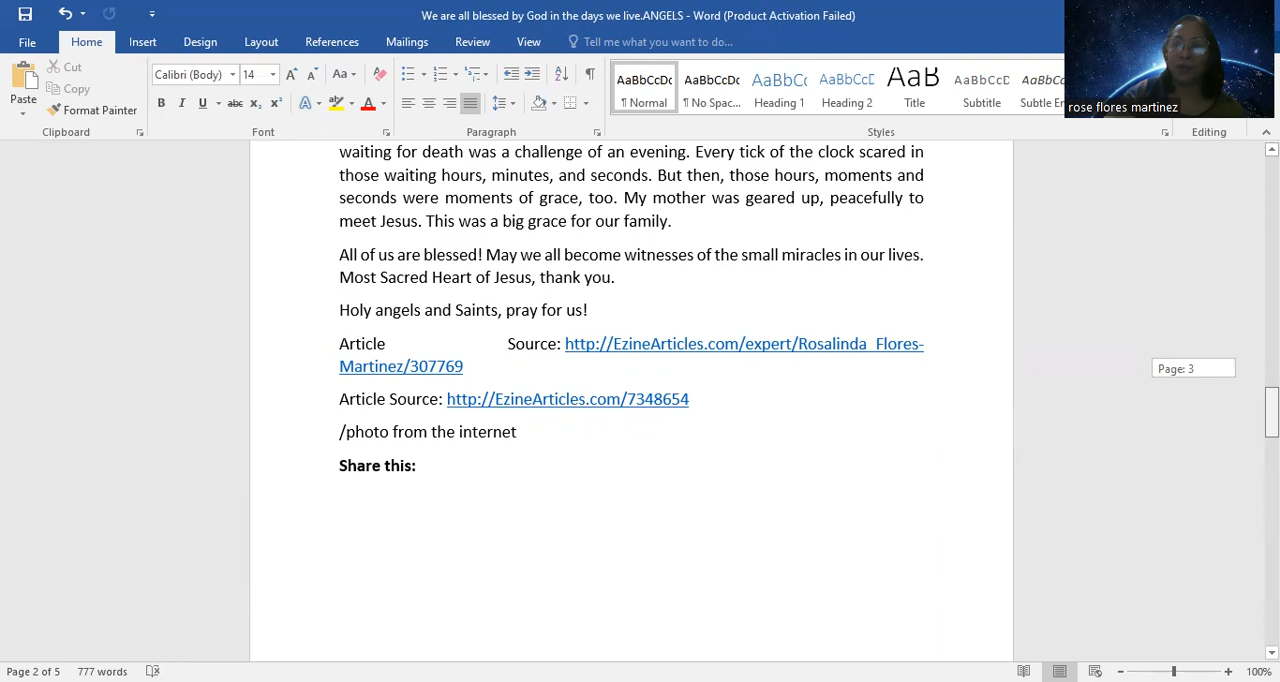 We are all blessed by God in the days we live.ANGELS - Word (Product Activation Failed)
File Home Insert Design Layout References Mailings Review View Tell me what you want to do...
Paste
Cut
Copy
Format Painter
Clipboard
Calibri (Body) 14
Font
Paragraph
AaBbCcDc
¶ Normal
AaBbCcDc
¶ No Spac...
AaBbCc
Heading 1
AaBbCcD
Heading 2
AaB
Title
AaBbCcD
Subtitle
AaBbCc
Subtle Em
Styles
Editing
rose flores martinez
waiting for death was a challenge of an evening. Every tick of the clock scared in
those waiting hours, minutes, and seconds. But then, those hours, moments and
seconds were moments of grace, too. My mother was geared up, peacefully to
meet Jesus. This was a big grace for our family.
All of us are blessed! May we all become witnesses of the small miracles in our lives.
Most Sacred Heart of Jesus, thank you.
Holy angels and Saints, pray for us!
Article Source: http://EzineArticles.com/expert/Rosalinda_Flores-
Martinez/307769
Article Source: http://EzineArticles.com/7348654
/photo from the internet
Share this:
Page: 3
Page 2 of 5 777 words
100%